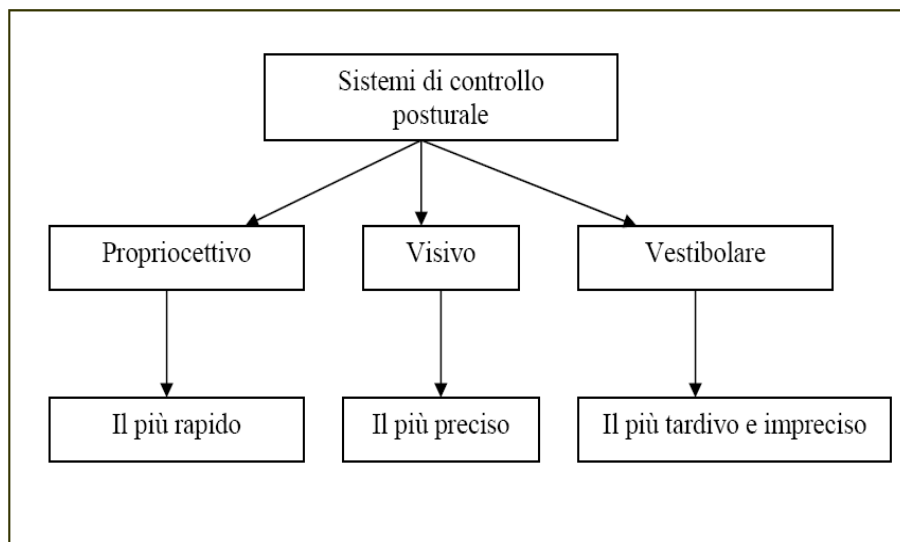 Sistemi di controllo
posturale
Propriocettivo
Visivo
Vestibolare
Il più rapido
Il più preciso
Il più tardivo e impreciso